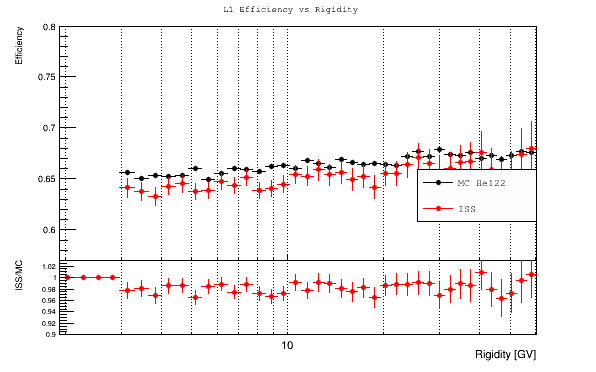 L1 Efficiency vs Rigidity
Efficiency
0.8
0.75
0.7
0.65
0.6
MC He122
ISS
ISS/MC
1.02
1
0.98
0.96
0.94
0.92
0.9
10
Rigidity [GV]